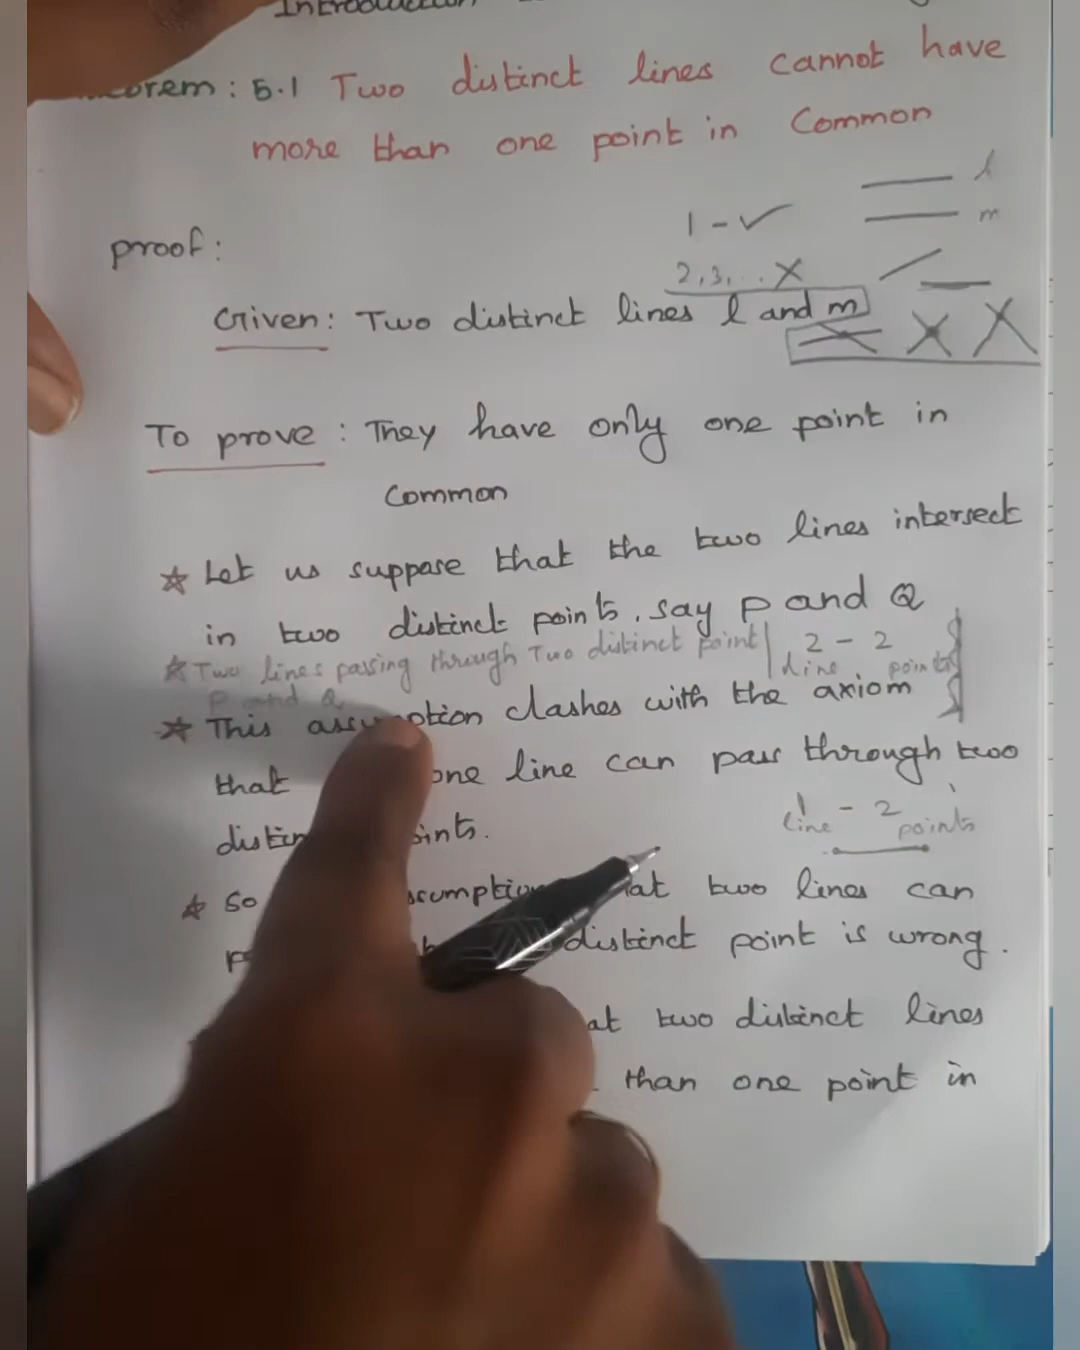 Theorem: 5.1 Two distinct lines cannot have
more than one point in Common
l
m
1 - ✓
2,3, .. X
proof:
Given: Two distinct lines l and m
To prove: They have only one point in
Common
☆ Let us suppose that the two lines intersect
in two distinct points, say p and Q
☆ Two lines passing through Two distinct point
P and Q
2 - 2
line points
☆ This assumption clashes with the axiom
that one line can pass through two
distinct points.
1 - 2
line points
☆ So assumption that two lines can
distinct point is wrong.
two distinct lines
than one point in